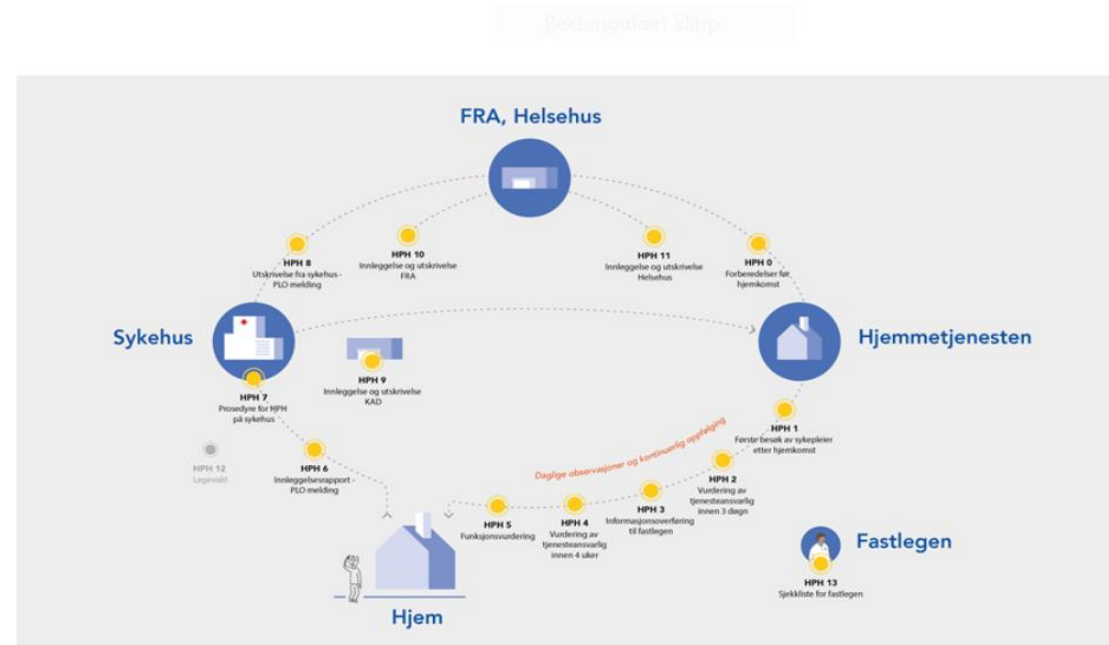 Rektangulært klipp
FRA, Helsehus
HPH 8
Utskrivelse fra sykehus -
PLO melding
HPH 10
Innleggelse og utskrivelse
FRA
HPH 11
Innleggelse og utskrivelse
Helsehus
HPH 0
Forberedelser før
hjemkomst
Sykehus
Hjemmetjenesten
HPH 9
Innleggelse og utskrivelse
KAD
HPH 7
Prosedyre for HPH
på sykehus
HPH 1
Første besøk av sykepleier
etter hjemkomst
Daglige observasjoner og kontinuerlig oppfølging
HPH 12
Legevakt
HPH 6
Innleggelsesrapport -
PLO melding
HPH 2
Vurdering av
tjenesteansvarlig
innen 3 døgn
HPH 3
Informasjonsoverføring
til fastlegen
HPH 4
Vurdering av
tjenesteansvarlig
innen 4 uker
HPH 5
Funksjonsvurdering
Fastlegen
HPH 13
Sjekkliste for fastlegen
Hjem